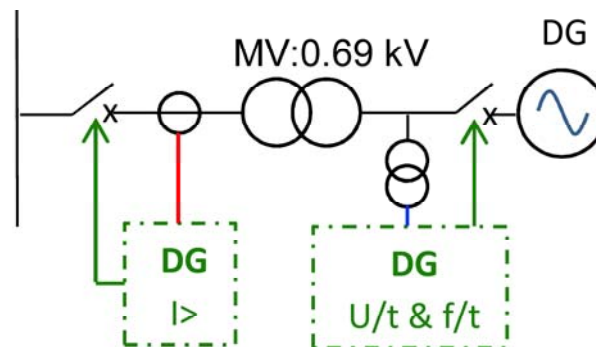 DG
MV:0.69 kV
x
x
DG
I>
DG
U/t & f/t